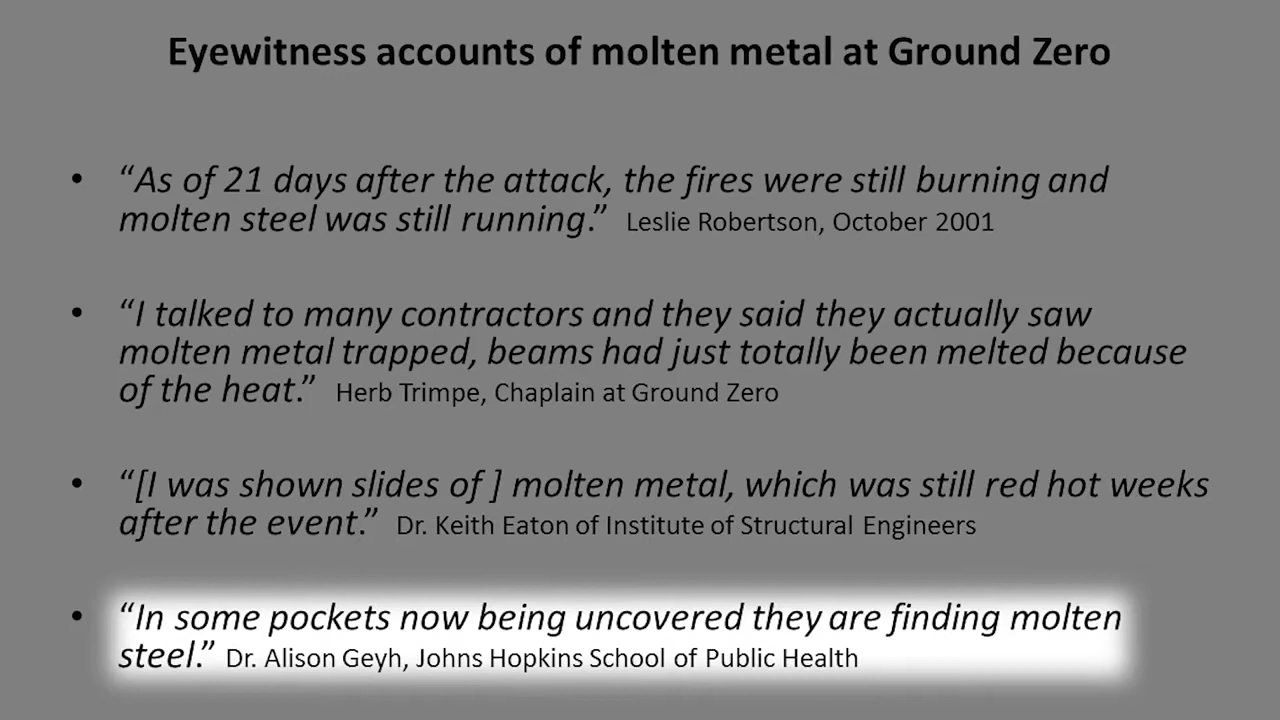 Eyewitness accounts of molten metal at Ground Zero
• “As of 21 days after the attack, the fires were still burning and
molten steel was still running.” Leslie Robertson, October 2001
• “I talked to many contractors and they said they actually saw
molten metal trapped, beams had just totally been melted because
of the heat.” Herb Trimpe, Chaplain at Ground Zero
• “[I was shown slides of ] molten metal, which was still red hot weeks
after the event.” Dr. Keith Eaton of Institute of Structural Engineers
• “In some pockets now being uncovered they are finding molten
steel.” Dr. Alison Geyh, Johns Hopkins School of Public Health